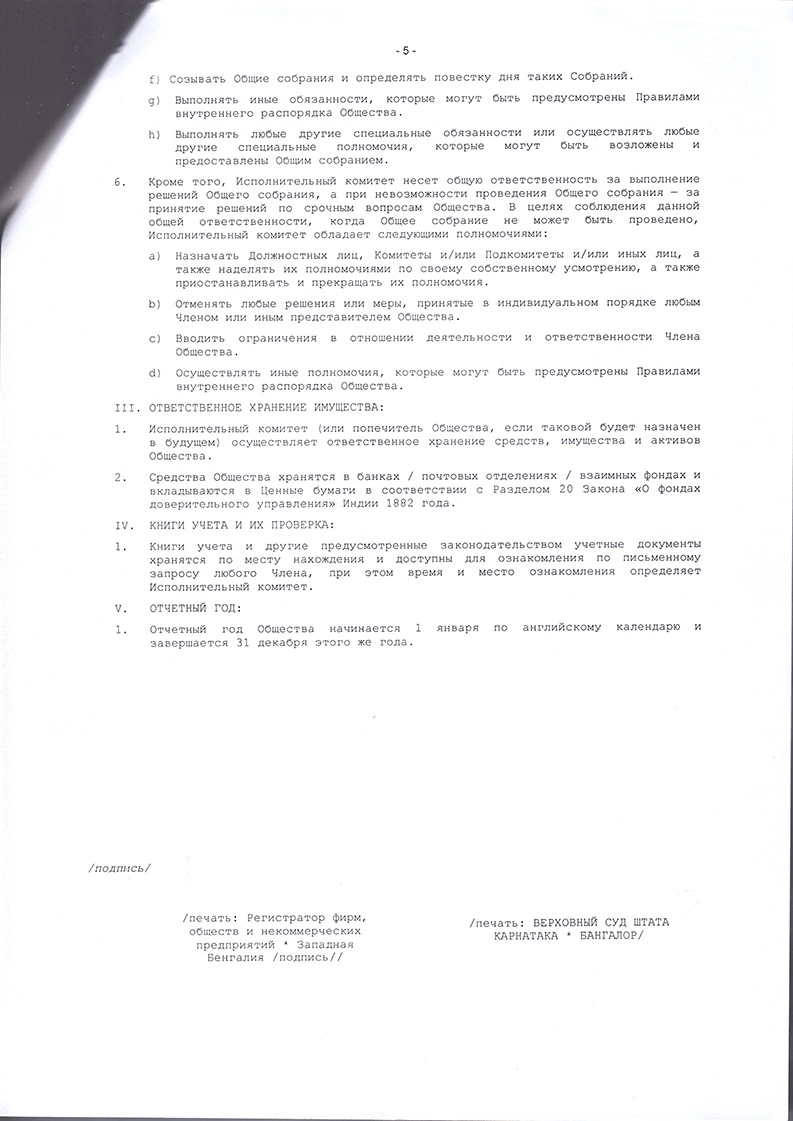 - 5 -
f) Созывать Общие собрания и определять повестку дня таких Собраний.
g) Выполнять иные обязанности, которые могут быть предусмотрены Правилами
внутреннего распорядка Общества.
h) Выполнять любые другие специальные обязанности или осуществлять любые
другие специальные полномочия, которые могут быть возложены и
предоставлены Общим собранием.
6. Кроме того, Исполнительный комитет несет общую ответственность за выполнение
решений Общего собрания, а при невозможности проведения Общего собрания – за
принятие решений по срочным вопросам Общества. В целях соблюдения данной
общей ответственности, когда Общее собрание не может быть проведено,
Исполнительный комитет обладает следующими полномочиями:
a) Назначать Должностных лиц, Комитеты и/или Подкомитеты и/или иных лиц, а
также наделять их полномочиями по своему собственному усмотрению, а также
приостанавливать и прекращать их полномочия.
b) Отменять любые решения или меры, принятые в индивидуальном порядке любым
Членом или иным представителем Общества.
c) Вводить ограничения в отношении деятельности и ответственности Члена
Общества.
d) Осуществлять иные полномочия, которые могут быть предусмотрены Правилами
внутреннего распорядка Общества.
III. ОТВЕТСТВЕННОЕ ХРАНЕНИЕ ИМУЩЕСТВА:
1. Исполнительный комитет (или попечитель Общества, если таковой будет назначен
в будущем) осуществляет ответственное хранение средств, имущества и активов
Общества.
2. Средства Общества хранятся в банках / почтовых отделениях / взаимных фондах и
вкладываются в Ценные бумаги в соответствии с Разделом 20 Закона «О фондах
доверительного управления» Индии 1882 года.
IV. КНИГИ УЧЕТА И ИХ ПРОВЕРКА:
1. Книги учета и другие предусмотренные законодательством учетные документы
хранятся по месту нахождения и доступны для ознакомления по письменному
запросу любого Члена, при этом время и место ознакомления определяет
Исполнительный комитет.
V. ОТЧЕТНЫЙ ГОД:
1. Отчетный год Общества начинается 1 января по английскому календарю и
завершается 31 декабря этого же года.
/подпись/
/печать: Регистратор фирм,
обществ и некоммерческих
предприятий * Западная
Бенгалия /подпись//
/печать: ВЕРХОВНЫЙ СУД ШТАТА
КАРНАТАКА * БАНГАЛОР/